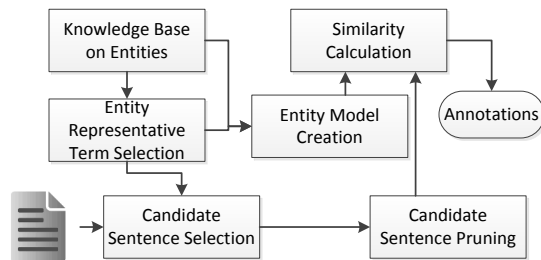 Knowledge Base
on Entities
Similarity
Calculation
Entity
Representative
Term Selection
Entity Model
Creation
Annotations
Candidate
Sentence Selection
Candidate
Sentence Pruning